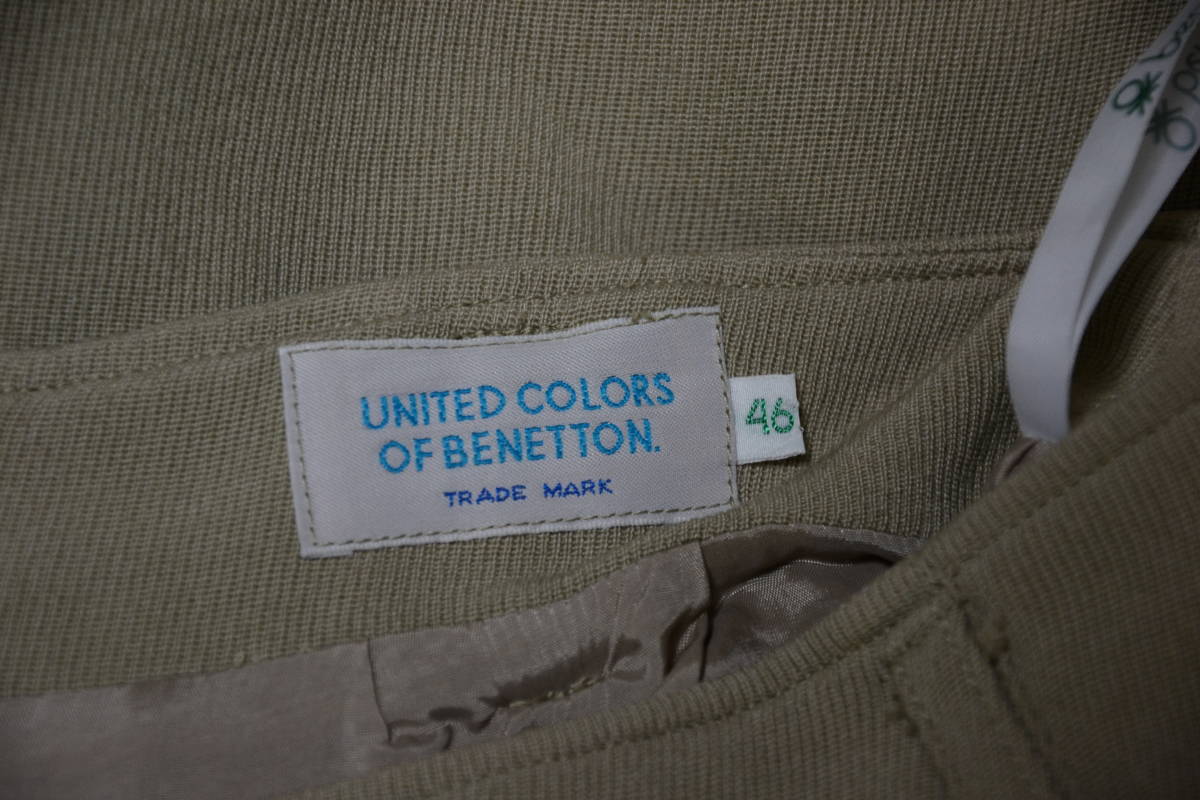 UNITED COLORS
OF BENETTON.
TRADE MARK
46